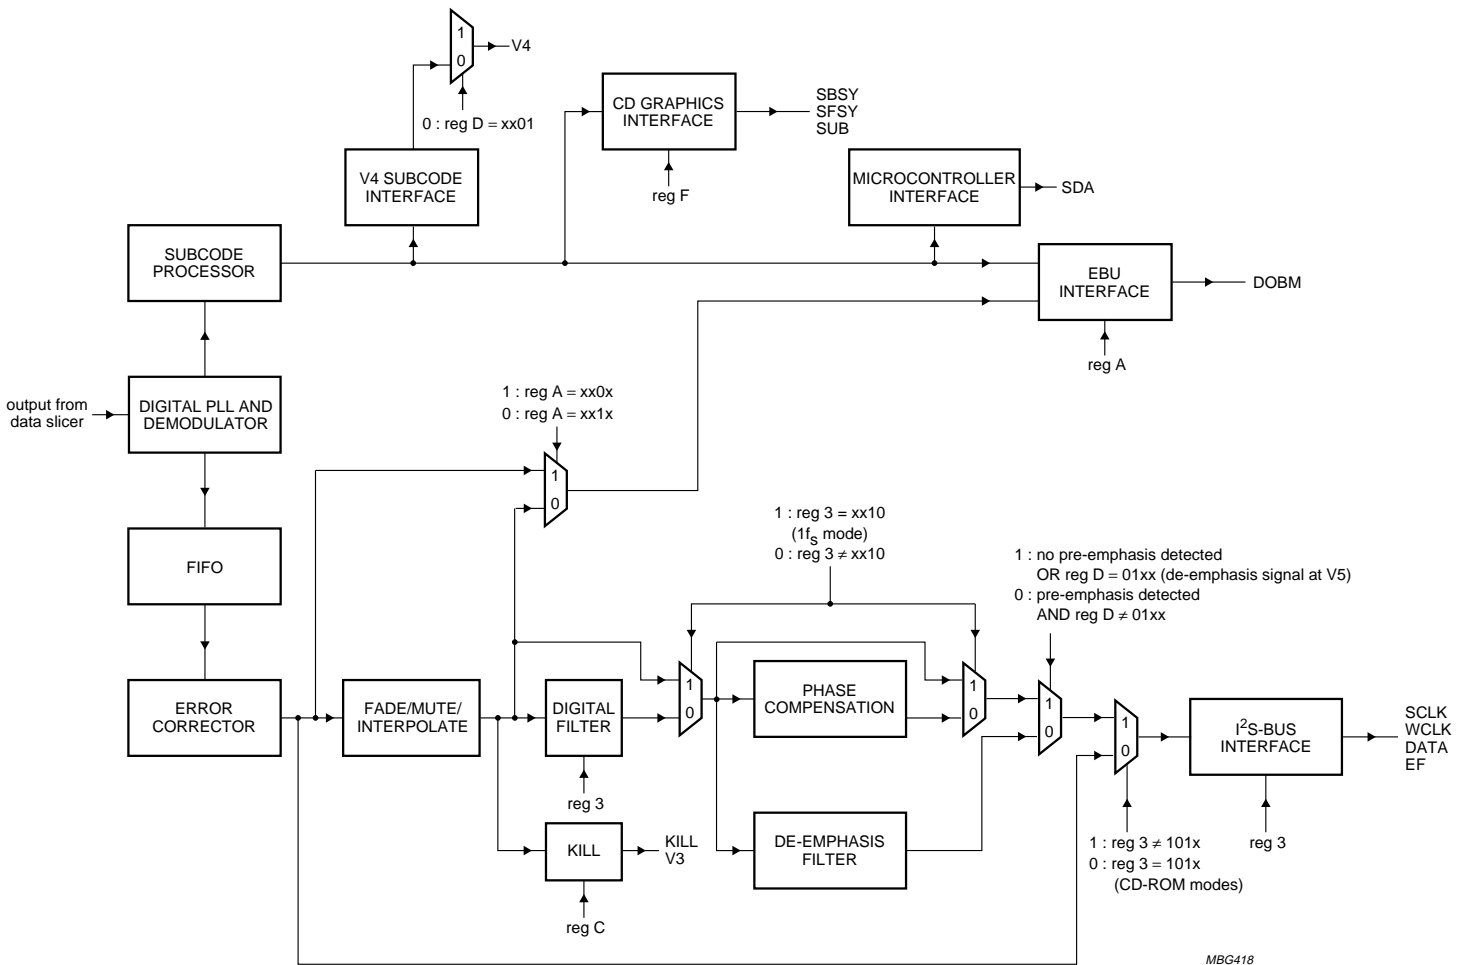 1
0
V4
0 : reg D = xx01
CD GRAPHICS
INTERFACE
SBSY
SFSY
SUB
reg F
V4 SUBCODE
INTERFACE
MICROCONTROLLER
INTERFACE
SDA
SUBCODE
PROCESSOR
EBU
INTERFACE
DOBM
reg A
output from
data slicer
DIGITAL PLL AND
DEMODULATOR
1 : reg A = xx0x
0 : reg A = xx1x
1
0
FIFO
1 : reg 3 = xx10
(1fs mode)
0 : reg 3 ≠ xx10
1 : no pre-emphasis detected
OR reg D = 01xx (de-emphasis signal at V5)
0 : pre-emphasis detected
AND reg D ≠ 01xx
ERROR
CORRECTOR
FADE/MUTE/
INTERPOLATE
DIGITAL
FILTER
reg 3
1
0
PHASE
COMPENSATION
1
0
1
0
1
0
I2S-BUS
INTERFACE
SCLK
WCLK
DATA
EF
reg 3
KILL
KILL
V3
reg C
DE-EMPHASIS
FILTER
1 : reg 3 ≠ 101x
0 : reg 3 = 101x
(CD-ROM modes)
MBG418